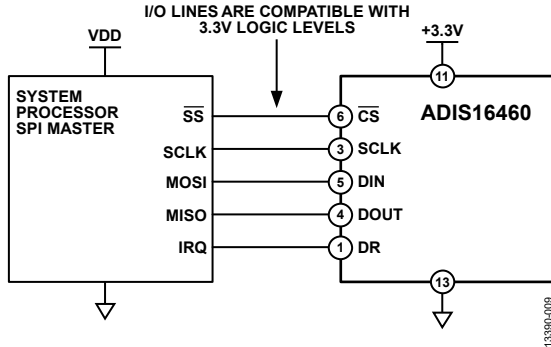 I/O LINES ARE COMPATIBLE WITH
3.3V LOGIC LEVELS
VDD
+3.3V
SYSTEM
PROCESSOR
SPI MASTER
11
ADIS16460
SS
6
CS
SCLK
3
SCLK
MOSI
5
DIN
MISO
4
DOUT
IRQ
1
DR
13
13390-009